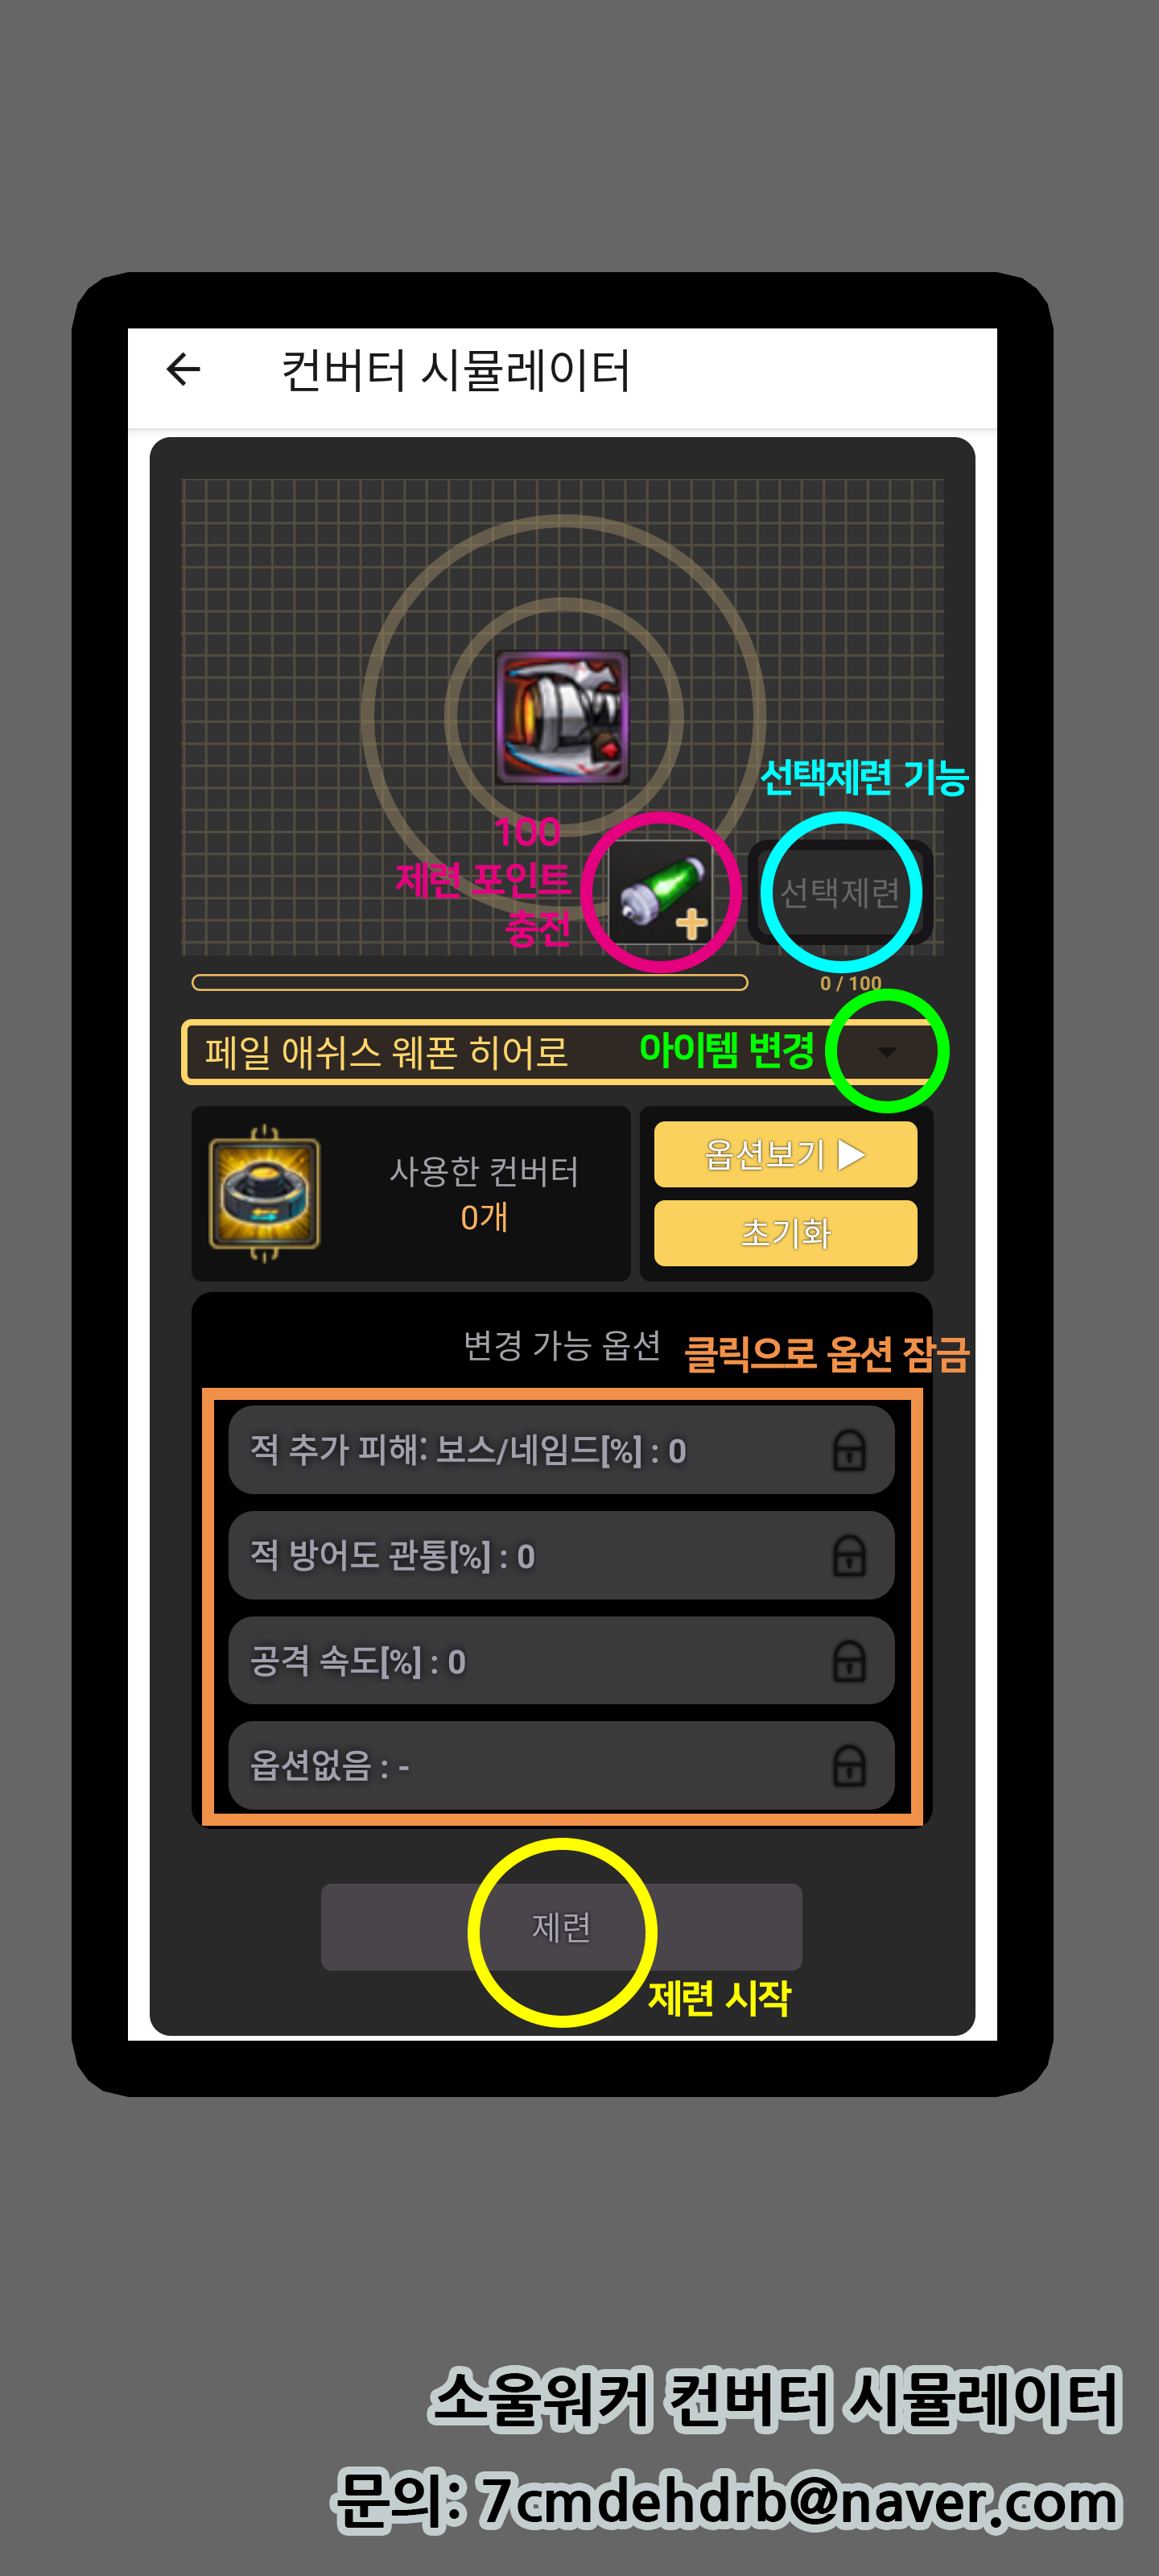 컨버터 시뮬레이터
선택제련 기능
100
제련 포인트
충전
선택제련
0 / 100
페일 애쉬스 웨폰 히어로
아이템 변경
사용한 컨버터
0개
옵션보기 ▶
초기화
변경 가능 옵션
클릭으로 옵션 잠금
적 추가 피해: 보스/네임드[%] : 0
적 방어도 관통[%] : 0
공격 속도[%] : 0
옵션없음 : -
제련
제련 시작
소울워커 컨버터 시뮬레이터
문의: 7cmdehdrb@naver.com